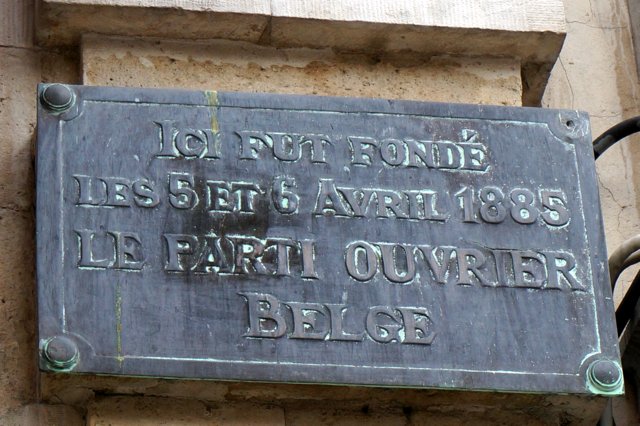 Ici fut fondé
les 5 et 6 Avril 1885
Le Parti Ouvrier
Belge